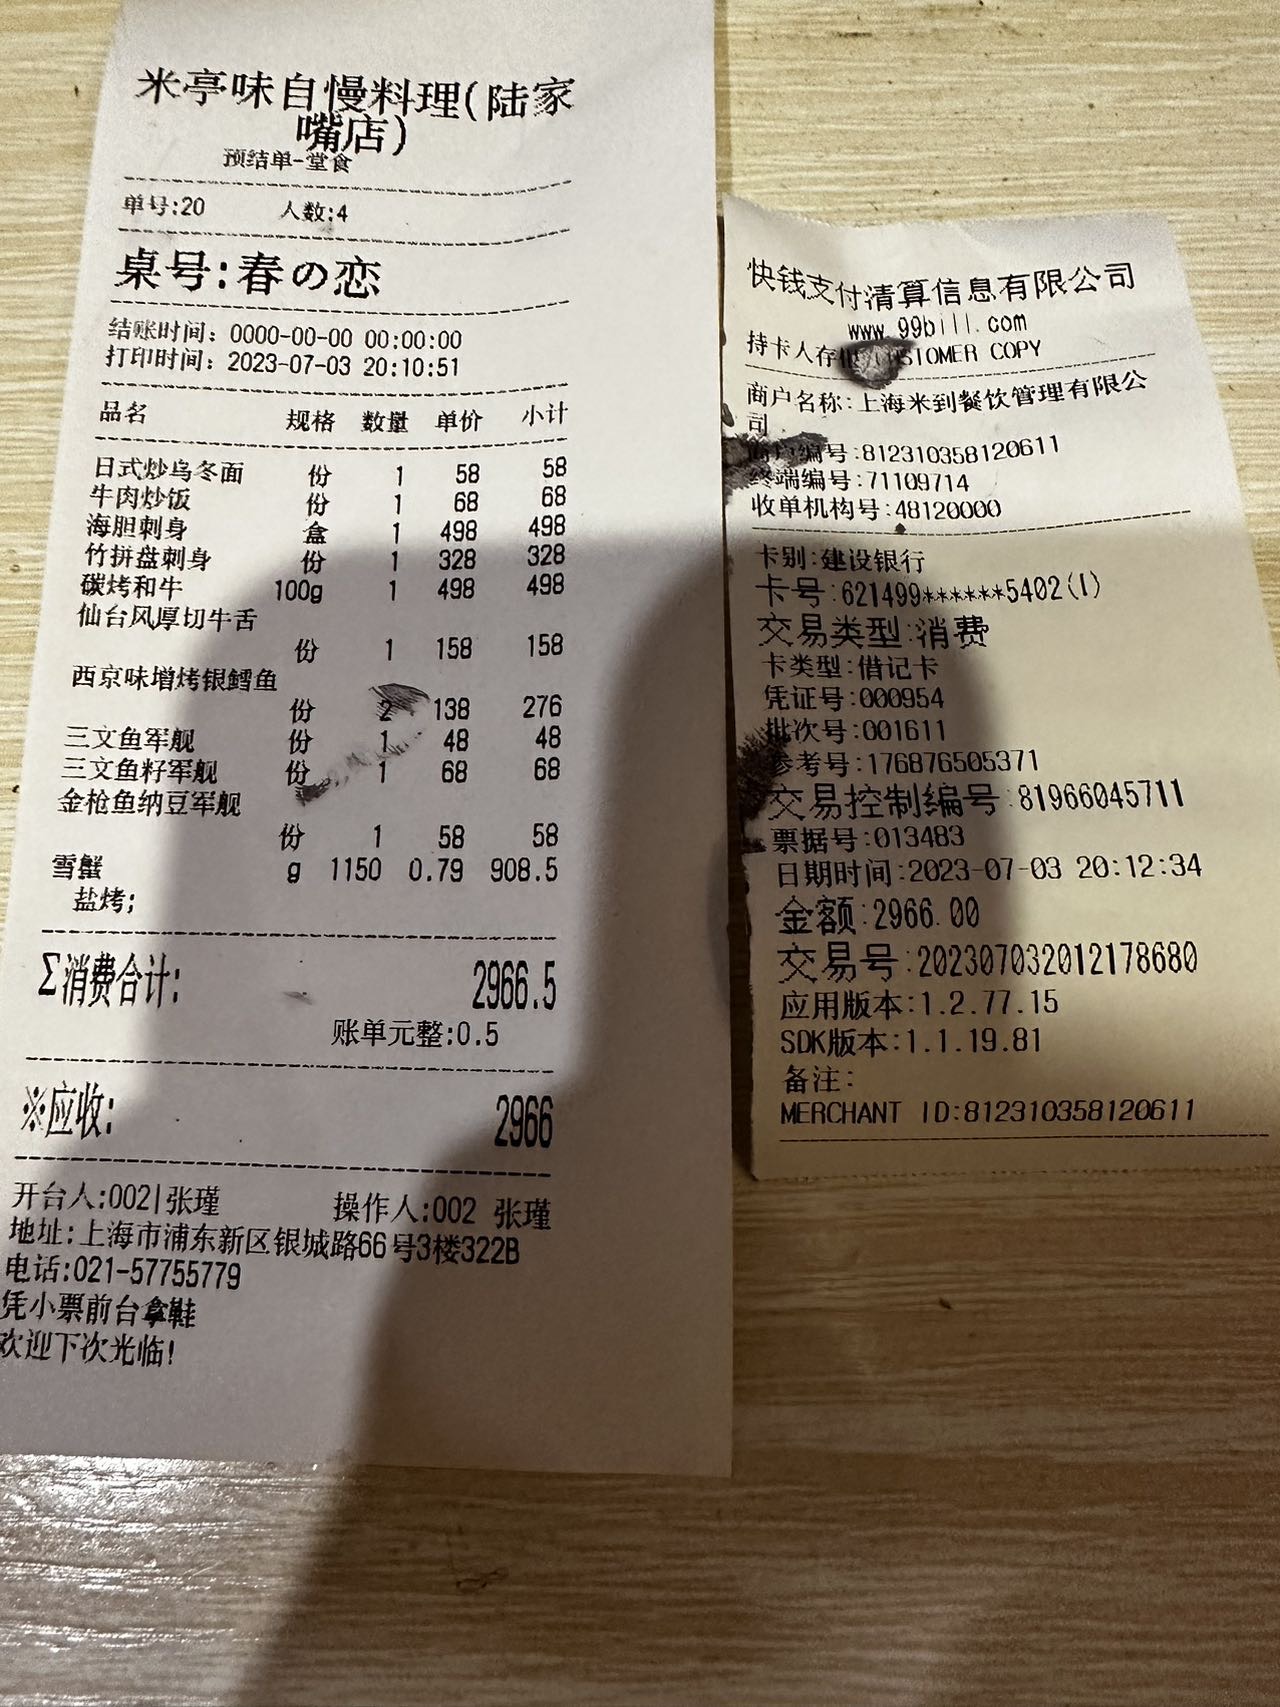 米亭味自慢料理(陆家
嘴店)
预结单-堂食
单号:20 人数:4
桌号:春の恋
结账时间: 0000-00-00 00:00:00
打印时间: 2023-07-03 20:10:51
品名 规格 数量 单价 小计
日式炒乌冬面 份 1 58 58
牛肉炒饭 份 1 68 68
海胆刺身 盒 1 498 498
竹拼盘刺身 份 1 328 328
碳烤和牛 100g 1 498 498
仙台风厚切牛舌
份 1 158 158
西京味增烤银鳕鱼
份 2 138 276
三文鱼军舰 份 1 48 48
三文鱼籽军舰 份 1 68 68
金枪鱼纳豆军舰
份 1 58 58
雪蟹 g 1150 0.79 908.5
盐烤;
Σ消费合计: 2966.5
账单元整:0.5
※应收: 2966
开台人:002|张瑾 操作人:002 张瑾
地址:上海市浦东新区银城路66号3楼322B
电话:021-57755779
凭小票前台拿鞋
欢迎下次光临!
快钱支付清算信息有限公司
www.99bill.com
持卡人存根CUSTOMER COPY
商户名称:上海米到餐饮管理有限公
司
商户编号:812310358120611
终端编号:71109714
收单机构号:48120000
卡别:建设银行
卡号:621499******5402(I)
交易类型:消费
卡类型:借记卡
凭证号:000954
批次号:001611
参考号:176876505371
交易控制编号:81966045711
票据号:013483
日期时间:2023-07-03 20:12:34
金额:2966.00
交易号:202307032012178680
应用版本:1.2.77.15
SDK版本:1.1.19.81
备注:
MERCHANT ID:812310358120611